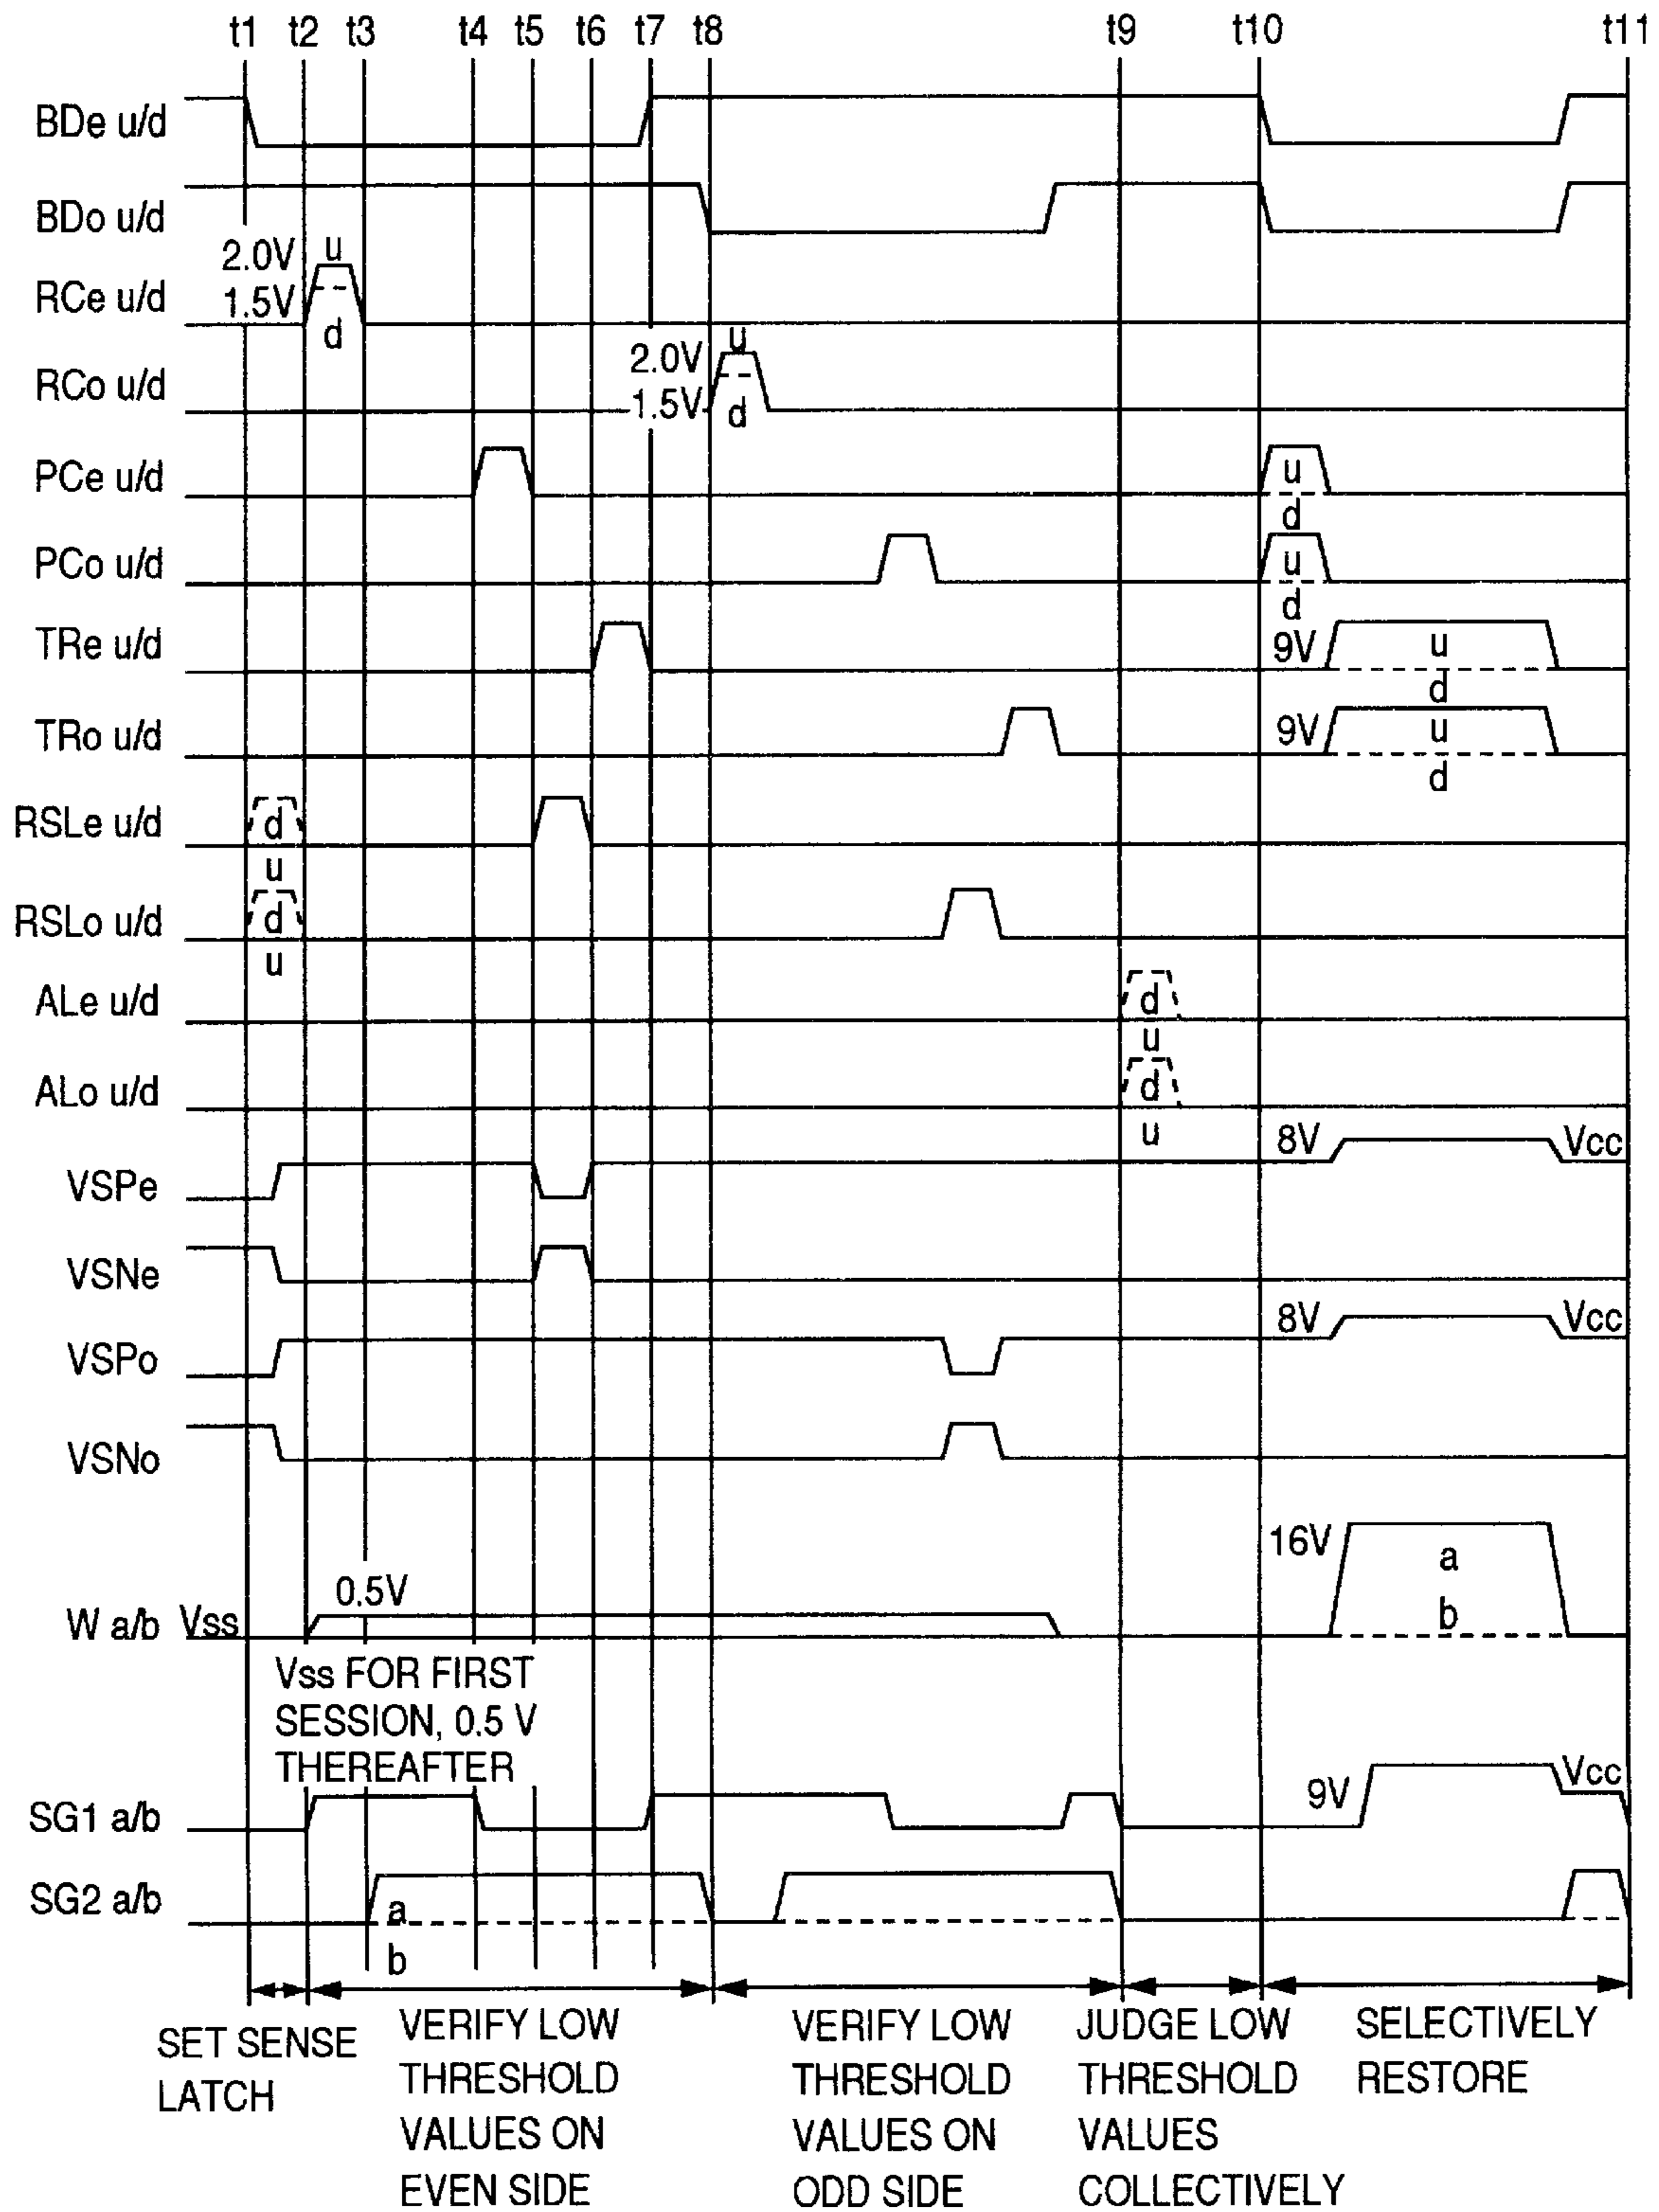 t1 t2 t3 t4 t5 t6 t7 t8 t9 t10 t11
BDe u/d
BDo u/d
2.0V u
RCe u/d 1.5V
d
2.0V u
RCo u/d 1.5V d
PCe u/d u
d
PCo u/d u
d
TRe u/d 9V u
d
TRo u/d 9V u
d
RSLe u/d d
u
RSLo u/d d
u
ALe u/d d
u
ALo u/d d
u
8V Vcc
VSPe
VSNe
8V Vcc
VSPo
VSNo
16V a
0.5V
W a/b Vss b
Vss FOR FIRST
SESSION, 0.5 V
THEREAFTER
9V Vcc
SG1 a/b
SG2 a/b a
b
SET SENSE
LATCH
VERIFY LOW
THRESHOLD
VALUES ON
EVEN SIDE
VERIFY LOW
THRESHOLD
VALUES ON
ODD SIDE
JUDGE LOW
THRESHOLD
VALUES
COLLECTIVELY
SELECTIVELY
RESTORE